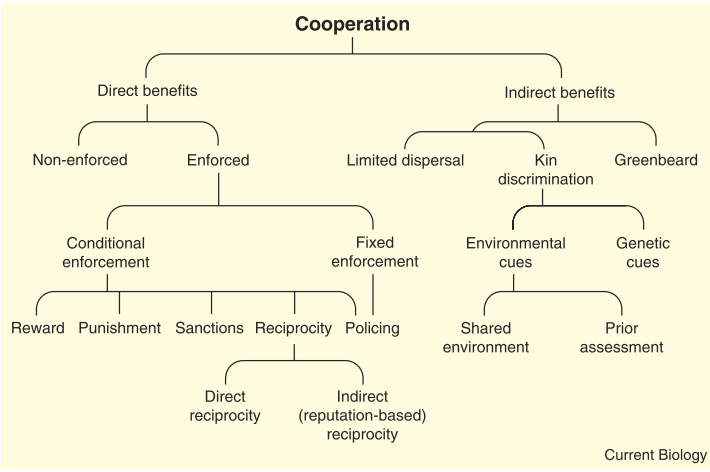 Cooperation
Direct benefits
Indirect benefits
Non-enforced
Enforced
Limited dispersal
Kin
discrimination
Greenbeard
Conditional
enforcement
Fixed
enforcement
Environmental
cues
Genetic
cues
Reward
Punishment
Sanctions
Reciprocity
Policing
Shared
environment
Prior
assessment
Direct
reciprocity
Indirect
(reputation-based)
reciprocity
Current Biology